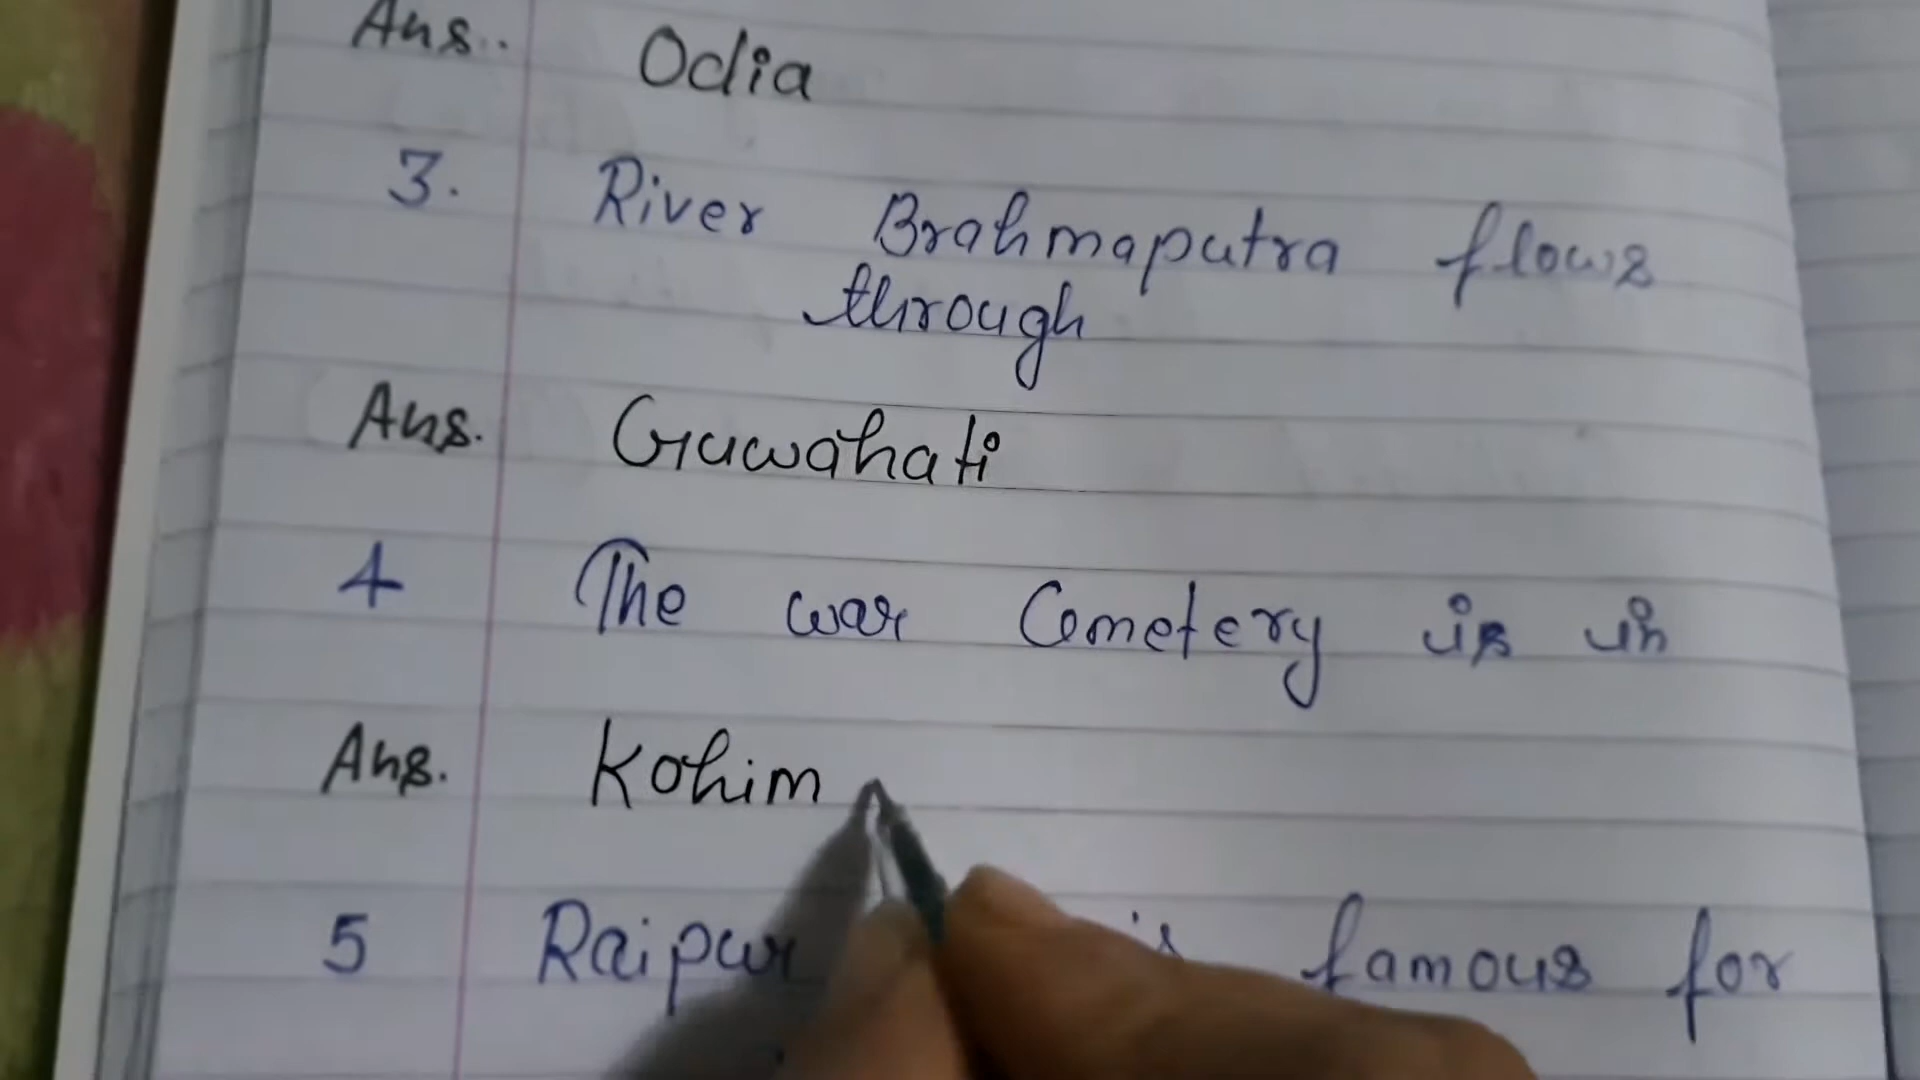 Ans.. Odia
3. River Brahmaputra flows
through
Ans. Guwahati
4 The war Cemetery is in
Ans. Kohim
5 Raipur is famous for